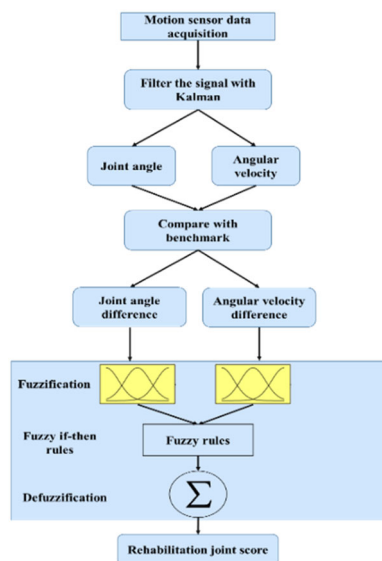 Motion sensor data
acquisition
Filter the signal with
Kalman
Joint angle
Angular
velocity
Compare with
benchmark
Joint angle
difference
Angular velocity
difference
Fuzzification
Fuzzy if-then
rules
Fuzzy rules
Defuzzification
Σ
Rehabilitation joint score